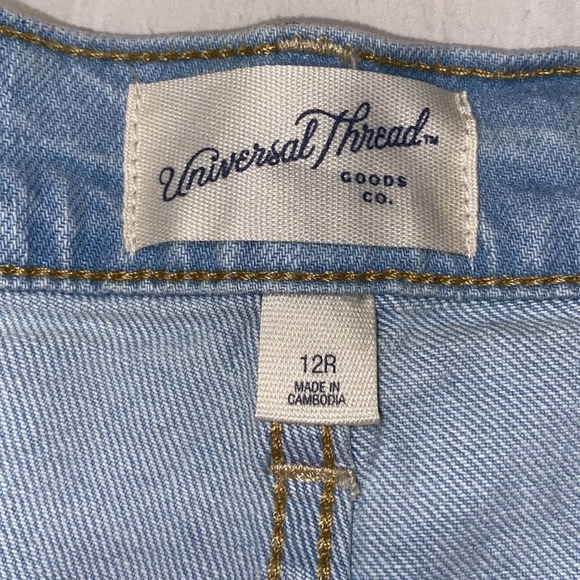 Universal Thread™
GOODS
CO.
12R
MADE IN
CAMBODIA